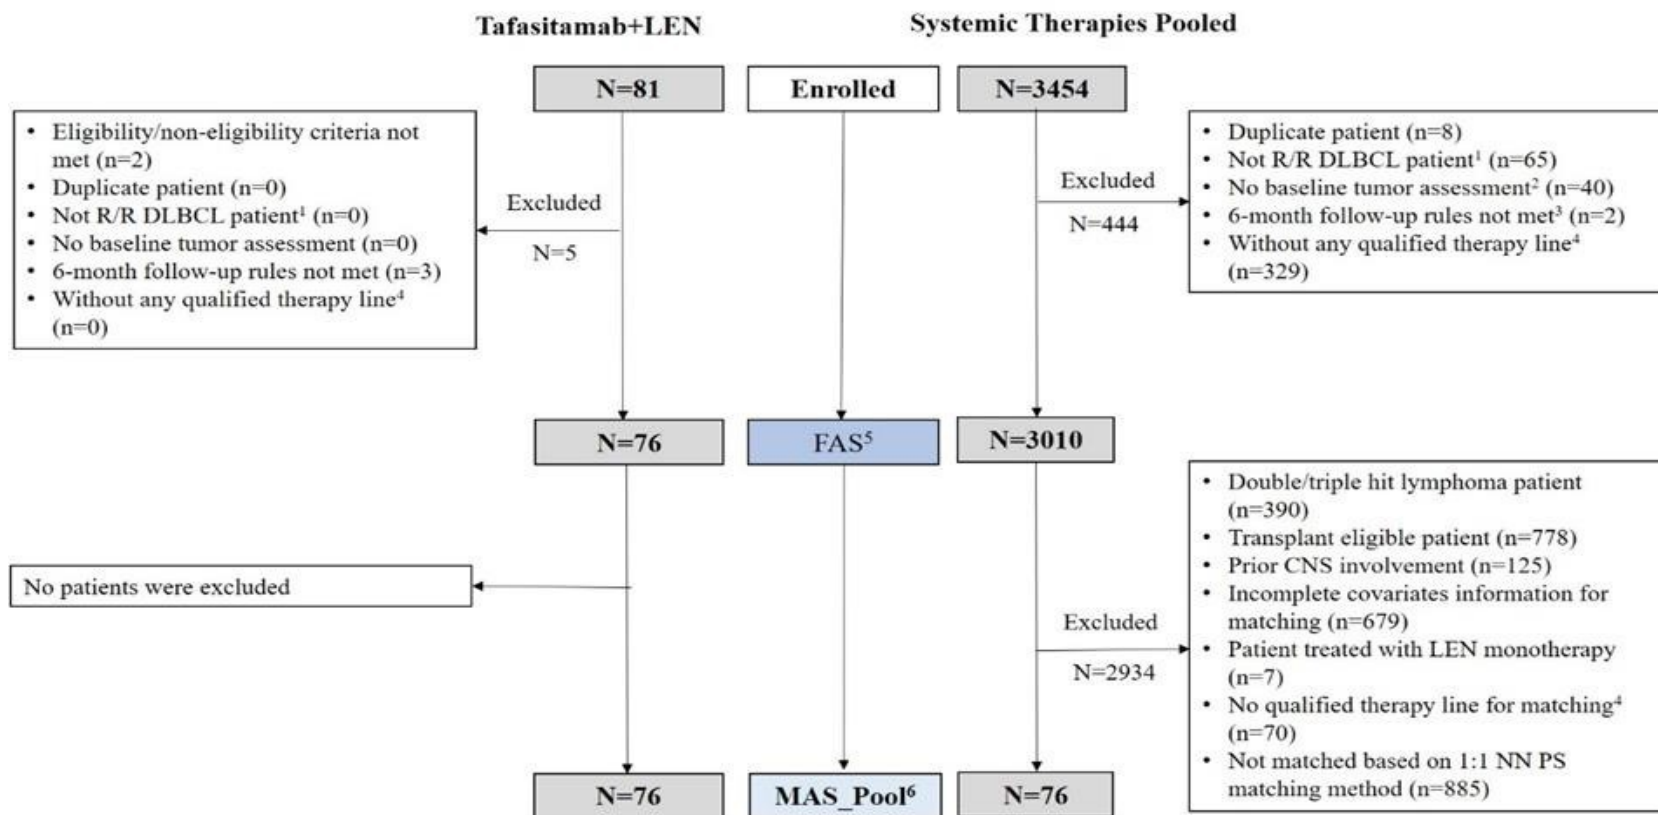 Tafasitamab+LEN
Systemic Therapies Pooled
N=81
Enrolled
N=3454
• Eligibility/non-eligibility criteria not
met (n=2)
• Duplicate patient (n=0)
• Not R/R DLBCL patient¹ (n=0)
• No baseline tumor assessment (n=0)
• 6-month follow-up rules not met (n=3)
• Without any qualified therapy line⁴
(n=0)
Excluded
N=5
Excluded
N=444
• Duplicate patient (n=8)
• Not R/R DLBCL patient¹ (n=65)
• No baseline tumor assessment² (n=40)
• 6-month follow-up rules not met³ (n=2)
• Without any qualified therapy line⁴
(n=329)
N=76
FAS⁵
N=3010
No patients were excluded
Excluded
N=2934
• Double/triple hit lymphoma patient
(n=390)
• Transplant eligible patient (n=778)
• Prior CNS involvement (n=125)
• Incomplete covariates information for
matching (n=679)
• Patient treated with LEN monotherapy
(n=7)
• No qualified therapy line for matching⁴
(n=70)
• Not matched based on 1:1 NN PS
matching method (n=885)
N=76
MAS_Pool⁶
N=76